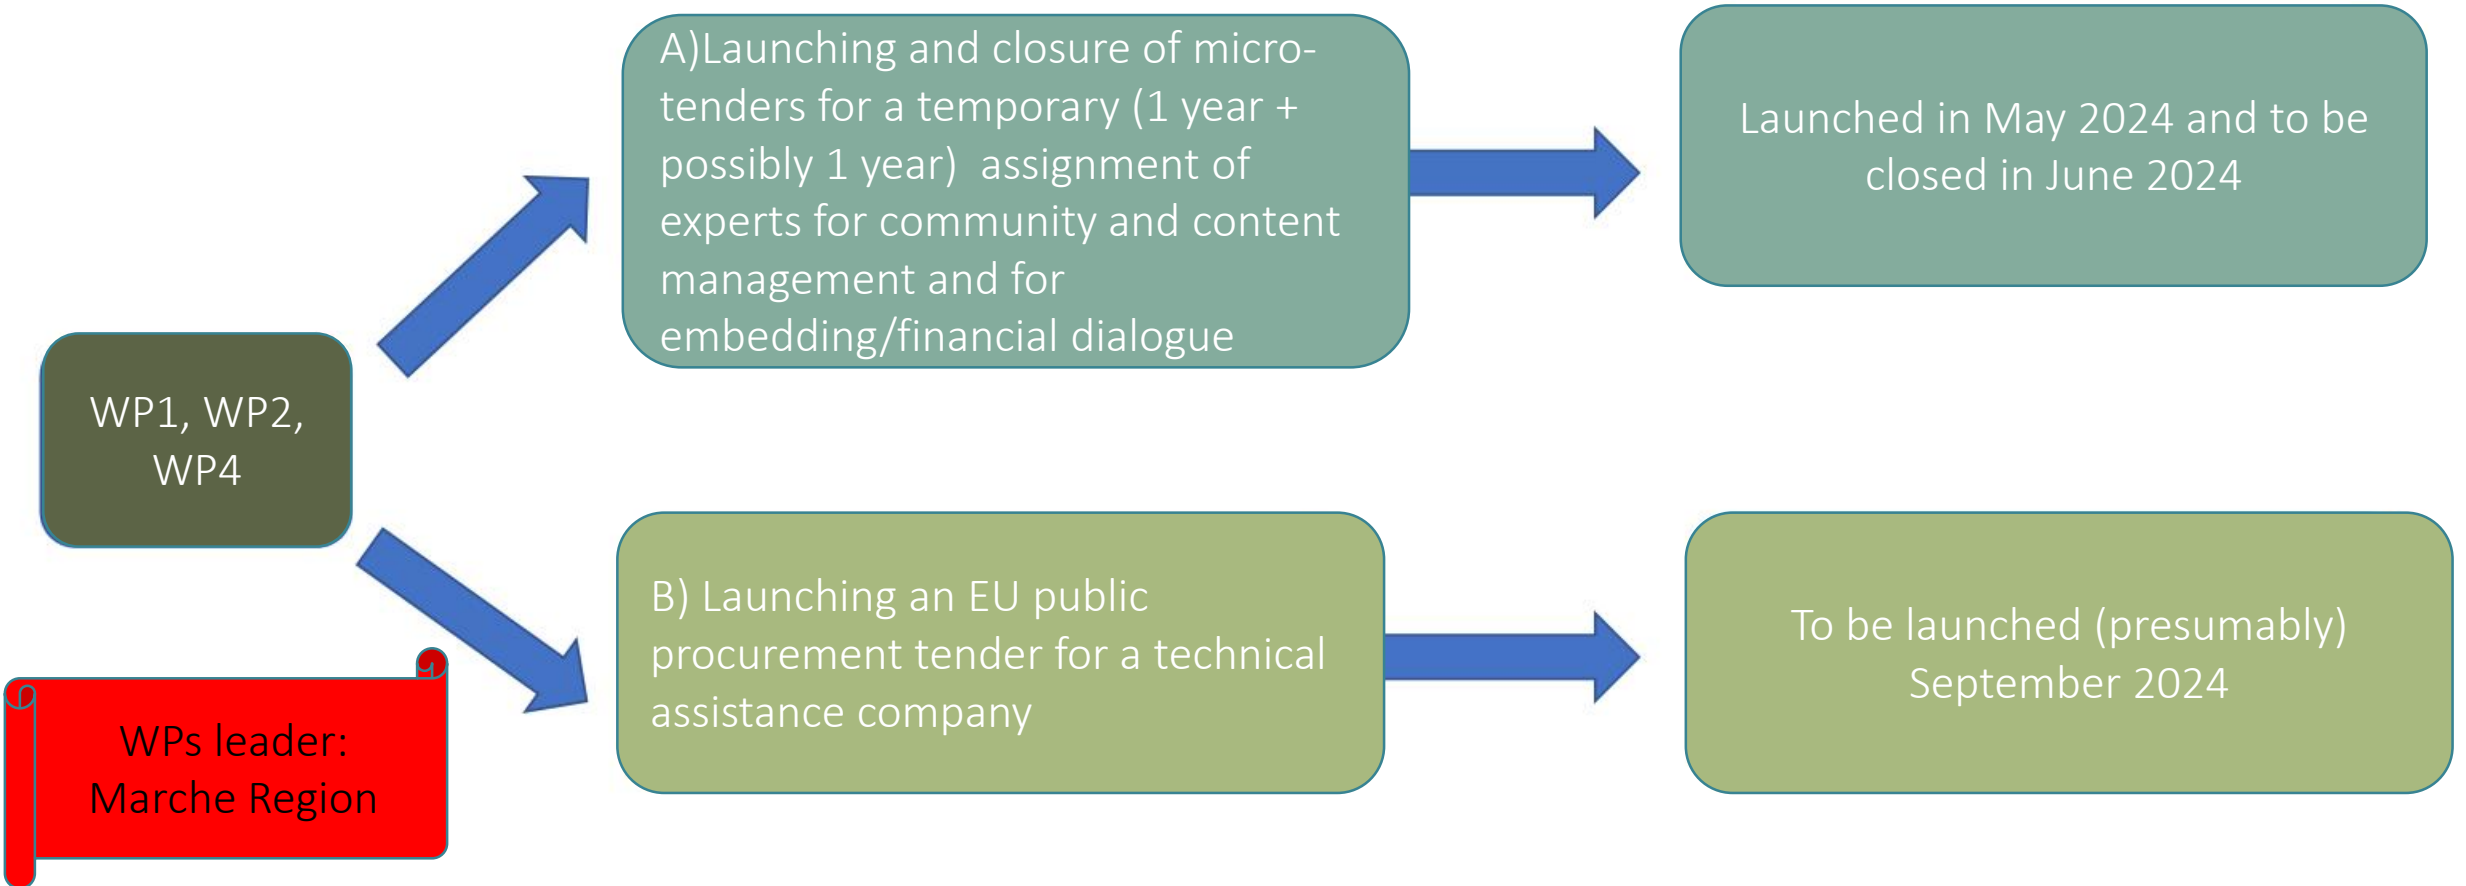 A)Launching and closure of micro-
tenders for a temporary (1 year +
possibly 1 year)  assignment of
experts for community and content
management and for
embedding/financial dialogue
Launched in May 2024 and to be
closed in June 2024
WP1, WP2,
WP4
B) Launching an EU public
procurement tender for a technical
assistance company
To be launched (presumably)
September 2024
WPs leader:
Marche Region